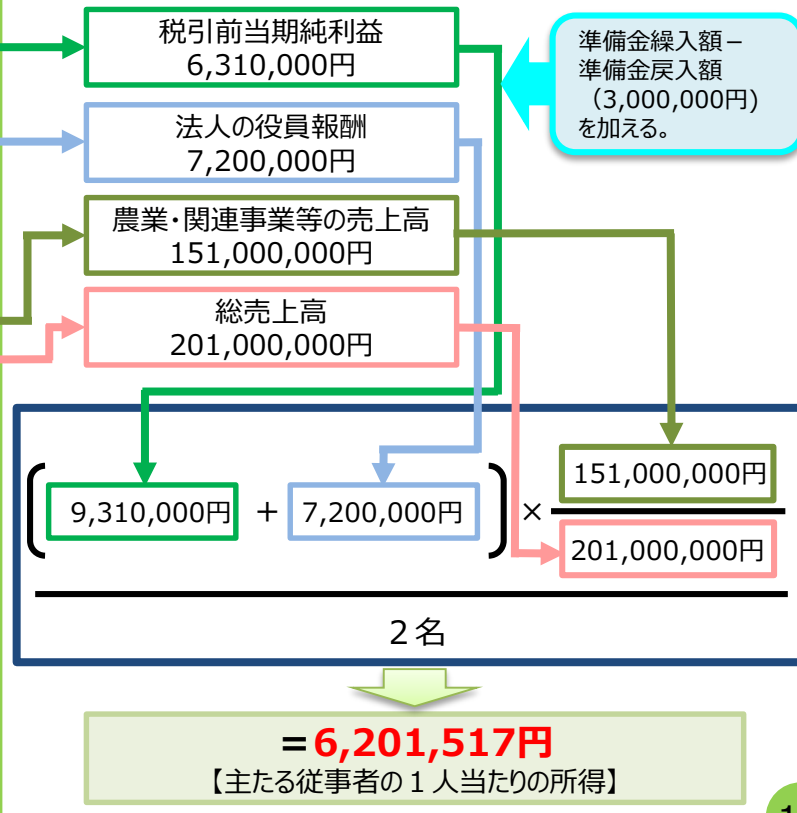 税引前当期純利益
6,310,000円
準備金繰入額－
準備金戻入額
（3,000,000円)
を加える。
法人の役員報酬
7,200,000円
農業・関連事業等の売上高
151,000,000円
総売上高
201,000,000円
9,310,000円 + 7,200,000円 × 151,000,000円
201,000,000円
２名
＝6,201,517円
【主たる従事者の１人当たりの所得】
1